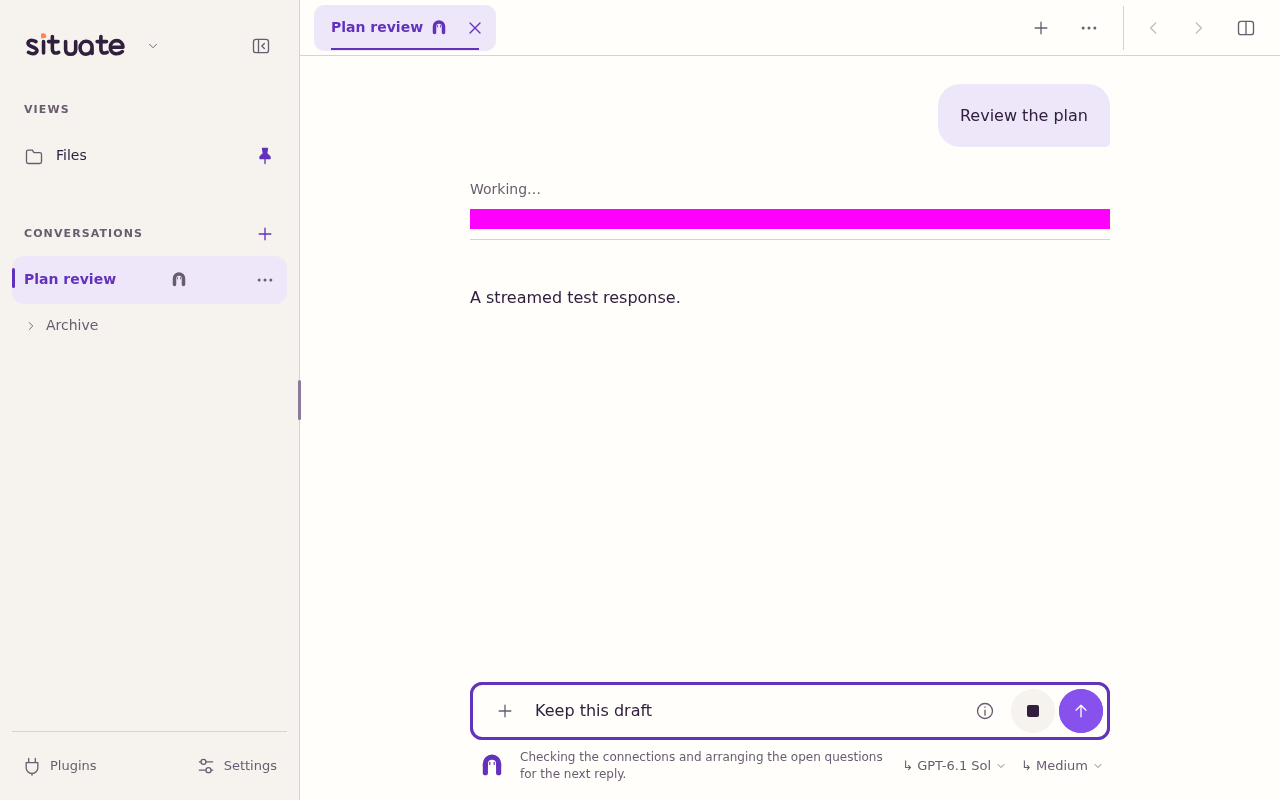 situate
Plan review
VIEWS
Files
CONVERSATIONS
Plan review
Archive
Plugins
Settings
Review the plan
Working…
A streamed test response.
Keep this draft
Checking the connections and arranging the open questions
for the next reply.
↳ GPT-6.1 Sol
↳ Medium